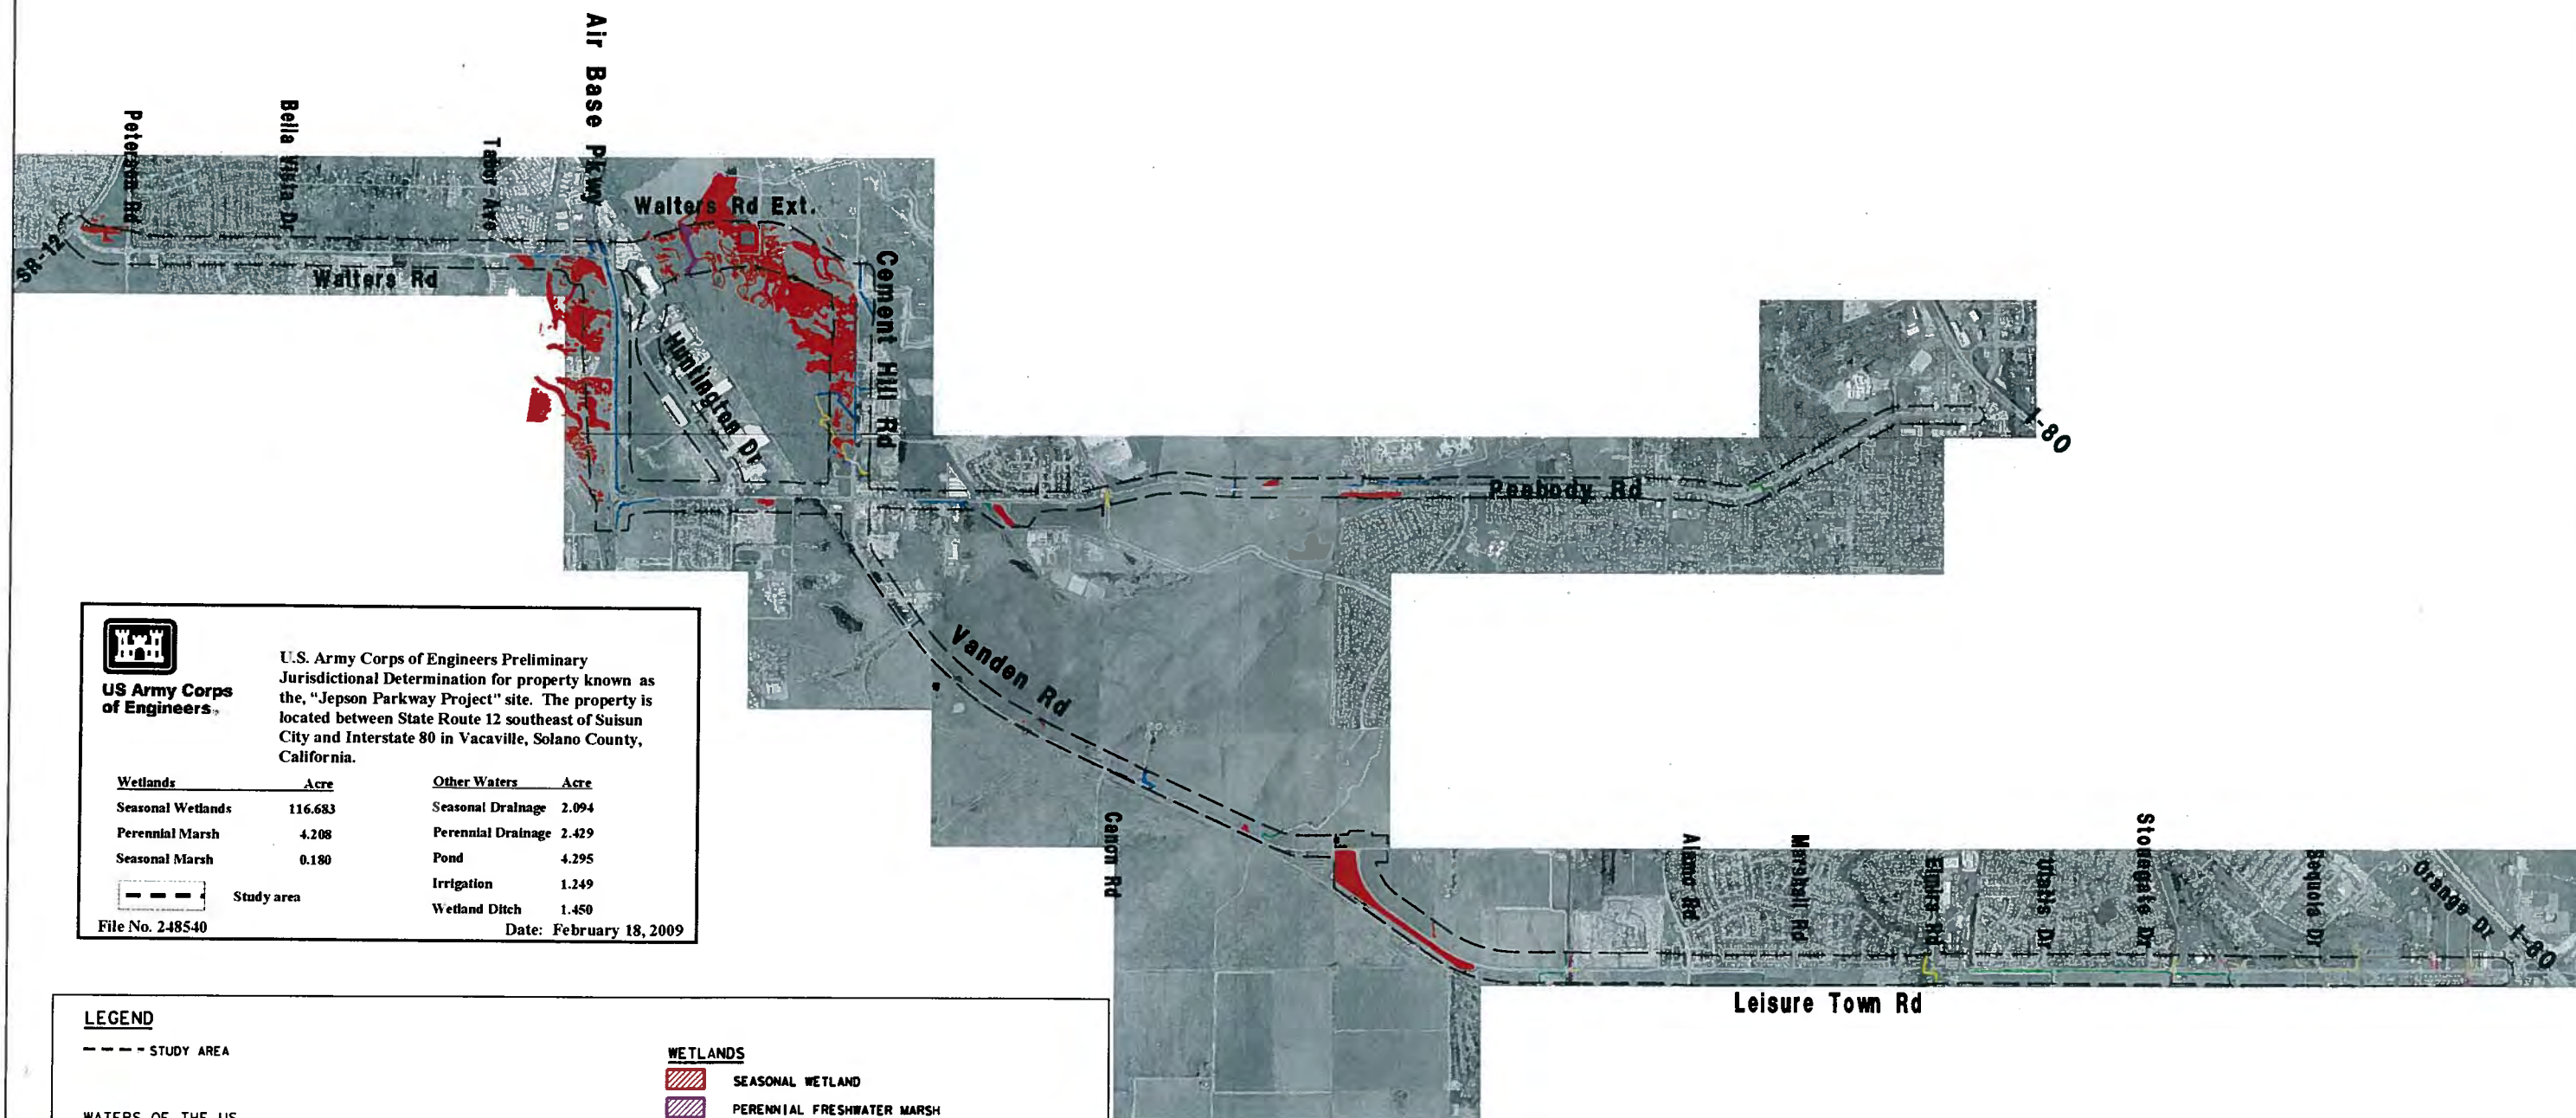 Air Base Pkwy
Peterson Rd
Bella Vista Dr
Tabor Ave
Walters Rd Ext.
SR-12
Walters Rd
Cement Hill Rd
Huntington Dr
I-80
Peabody Rd
Vanden Rd
Canon Rd
Alamo Rd
Marshall Rd
Elmira Rd
Ulatis Dr
Stonegate Dr
Sequoia Dr
Orange Dr
I-80
Leisure Town Rd
US Army Corps
of Engineers
U.S. Army Corps of Engineers Preliminary
Jurisdictional Determination for property known as
the, “Jepson Parkway Project” site. The property is
located between State Route 12 southeast of Suisun
City and Interstate 80 in Vacaville, Solano County,
California.
Wetlands Acre
Seasonal Wetlands 116.683
Perennial Marsh 4.208
Seasonal Marsh 0.180
Study area
File No. 248540
Other Waters Acre
Seasonal Drainage 2.094
Perennial Drainage 2.429
Pond 4.295
Irrigation 1.249
Wetland Ditch 1.450
Date: February 18, 2009
LEGEND
STUDY AREA
WATERS OF THE US
WETLANDS
SEASONAL WETLAND
PERENNIAL FRESHWATER MARSH